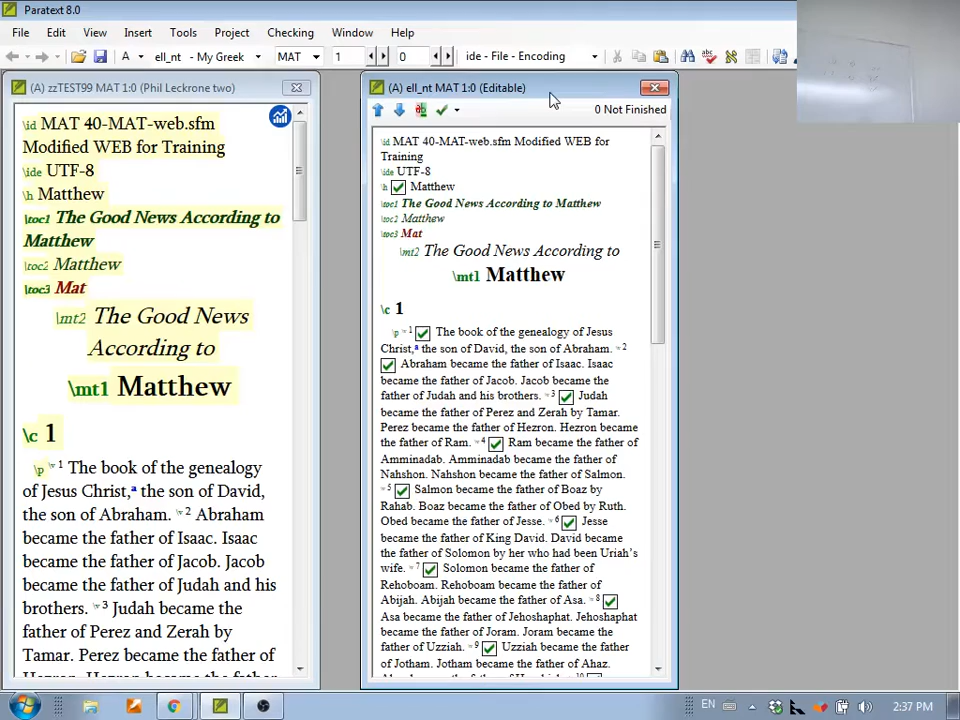 Paratext 8.0
File Edit View Insert Tools Project Checking Window Help
A ell_nt - My Greek MAT 1 0 ide - File - Encoding
(A) zzTEST99 MAT 1:0 (Phil Leckrone two)
\id MAT 40-MAT-web.sfm
Modified WEB for Training
\ide UTF-8
\h Matthew
\toc1 The Good News According to
Matthew
\toc2 Matthew
\toc3 Mat
\mt2 The Good News
According to
\mt1 Matthew
\c 1
\p \v 1 The book of the genealogy
of Jesus Christ,a the son of David,
the son of Abraham. \v 2 Abraham
became the father of Isaac. Isaac
became the father of Jacob. Jacob
became the father of Judah and his
brothers. \v 3 Judah became the
father of Perez and Zerah by
Tamar. Perez became the father of
(A) ell_nt MAT 1:0 (Editable)
0 Not Finished
\id MAT 40-MAT-web.sfm Modified WEB for
Training
\ide UTF-8
\h Matthew
\toc1 The Good News According to Matthew
\toc2 Matthew
\toc3 Mat
\mt2 The Good News According to
\mt1 Matthew
\c 1
\p \v 1 The book of the genealogy of Jesus
Christ,a the son of David, the son of Abraham. \v 2
Abraham became the father of Isaac. Isaac
became the father of Jacob. Jacob became the
father of Judah and his brothers. \v 3 Judah
became the father of Perez and Zerah by Tamar.
Perez became the father of Hezron. Hezron became
the father of Ram. \v 4 Ram became the father of
Amminadab. Amminadab became the father of
Nahshon. Nahshon became the father of Salmon.
\v 5 Salmon became the father of Boaz by
Rahab. Boaz became the father of Obed by Ruth.
Obed became the father of Jesse. \v 6 Jesse
became the father of King David. David became
the father of Solomon by her who had been Uriah's
wife. \v 7 Solomon became the father of
Rehoboam. Rehoboam became the father of
Abijah. Abijah became the father of Asa. \v 8
Asa became the father of Jehoshaphat. Jehoshaphat
became the father of Joram. Joram became the
father of Uzziah. \v 9 Uzziah became the father
of Jotham. Jotham became the father of Ahaz.
EN 2:37 PM